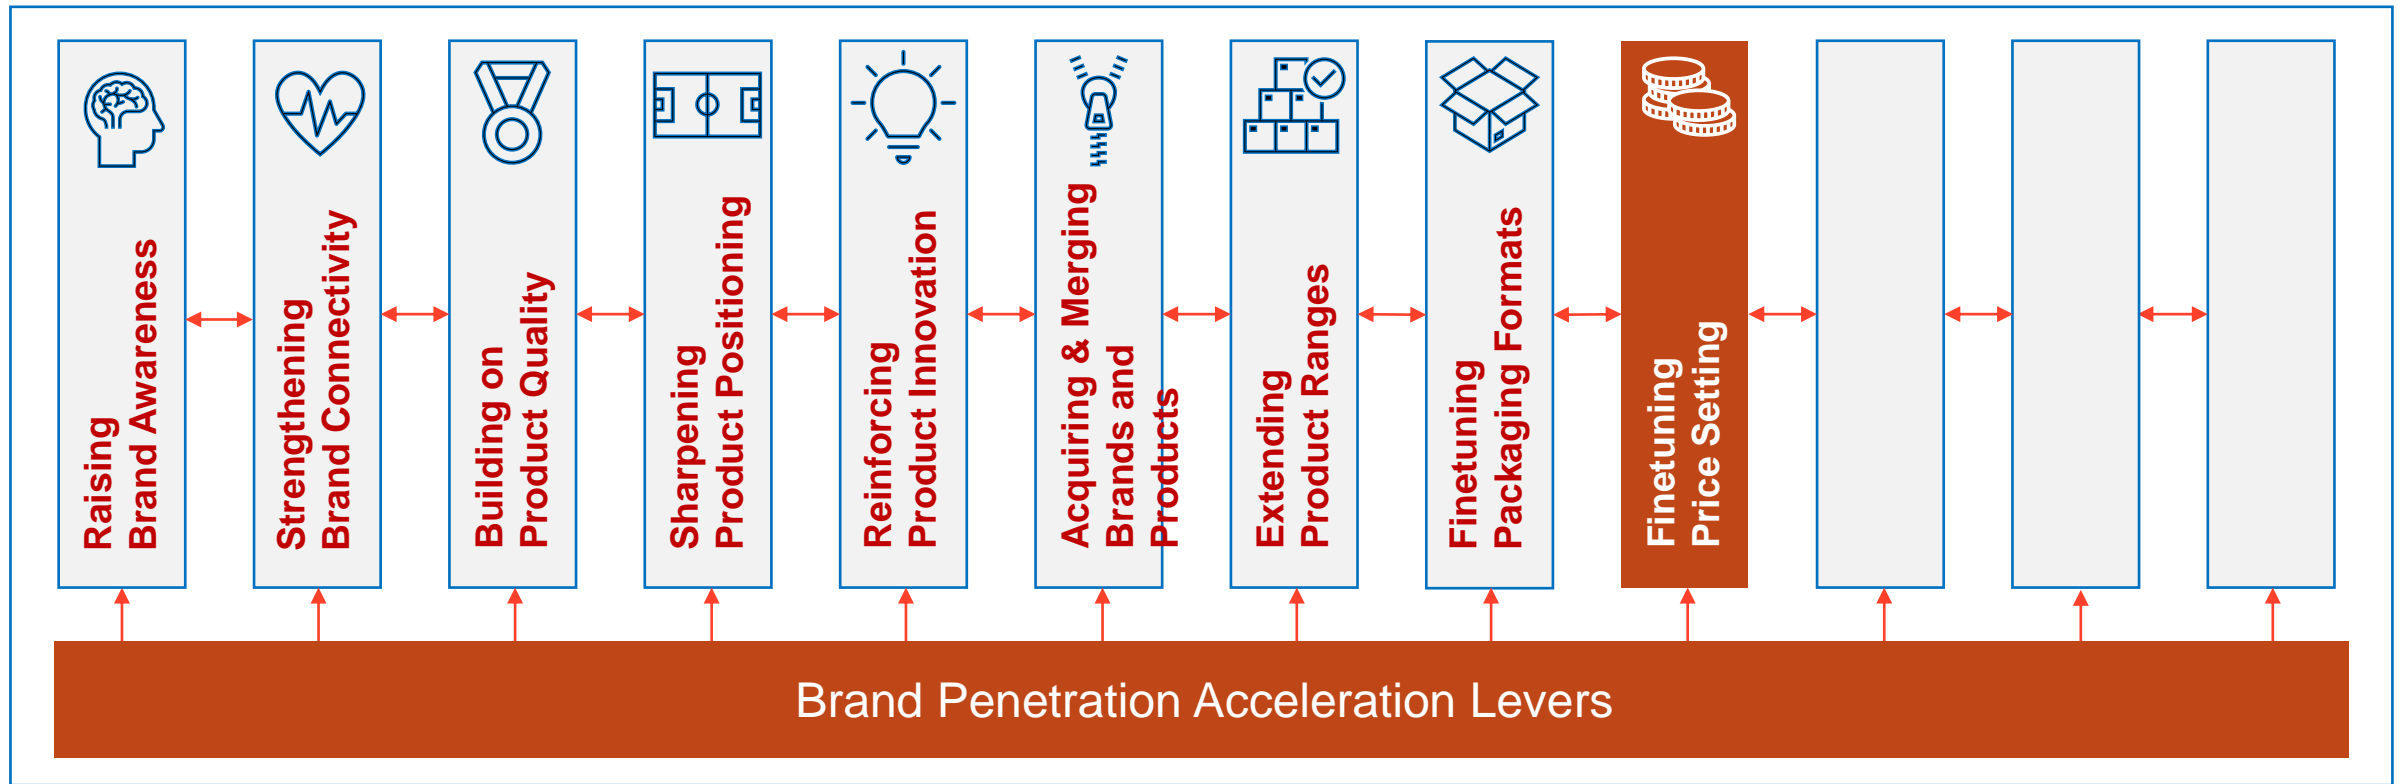 Raising
Brand Awareness
Strengthening
Brand Connectivity
Building on
Product Quality
Sharpening
Product Positioning
Reinforcing
Product Innovation
Acquiring & Merging
Brands and
Products
Extending
Product Ranges
Finetuning
Packaging Formats
Finetuning
Price Setting
Brand Penetration Acceleration Levers